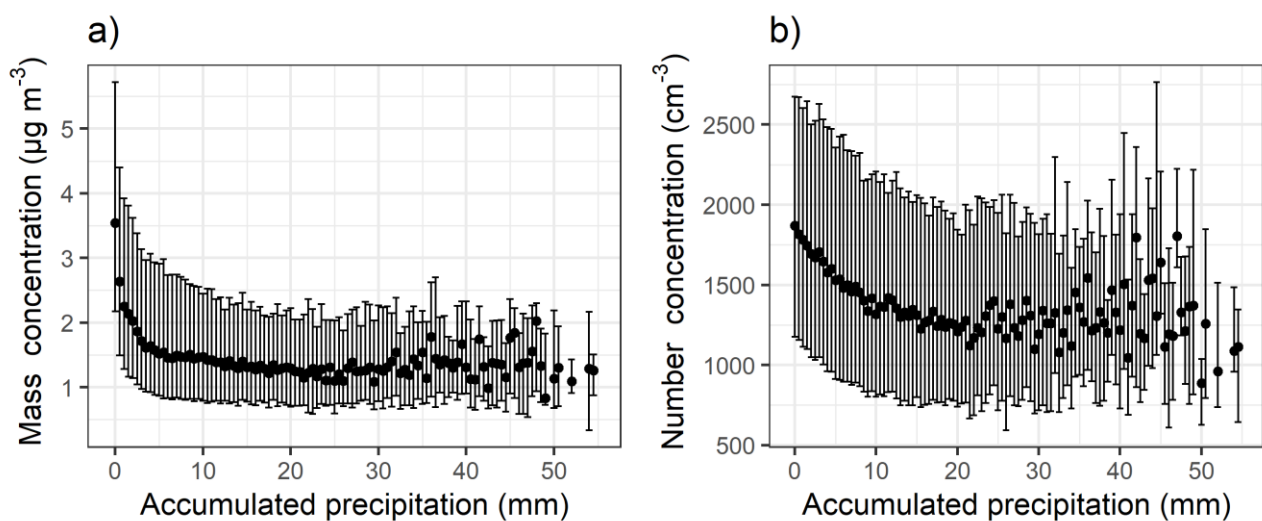 a)
Mass concentration (µg m⁻³)
5
4
3
2
1
0 10 20 30 40 50
Accumulated precipitation (mm)
b)
Number concentration (cm⁻³)
2500
2000
1500
1000
500
0 10 20 30 40 50
Accumulated precipitation (mm)